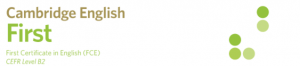 Cambridge English
First
First Certificate in English (FCE)
CEFR Level B2